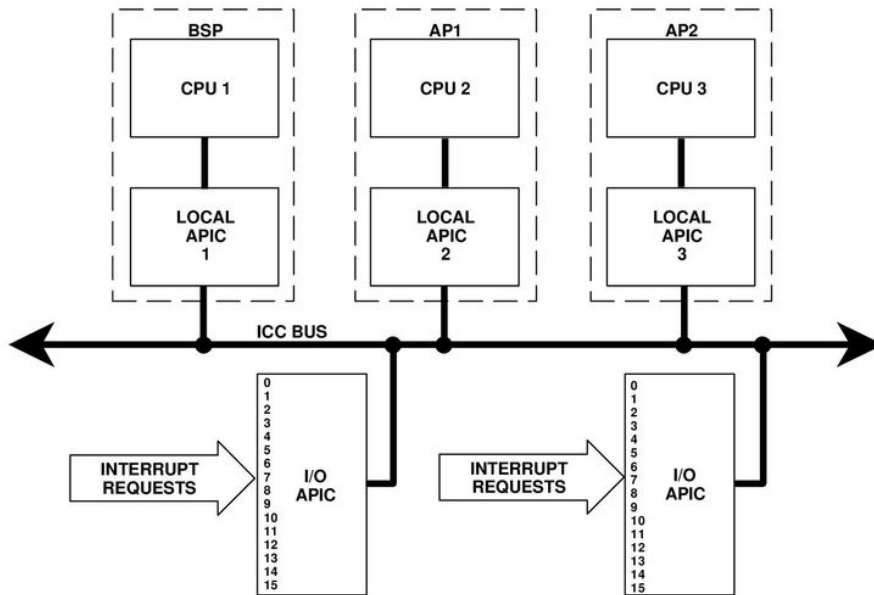 BSP
AP1
AP2
CPU 1
CPU 2
CPU 3
LOCAL
APIC
1
LOCAL
APIC
2
LOCAL
APIC
3
ICC BUS
0
1
2
3
4
5
6
7
8
9
10
11
12
13
14
15
INTERRUPT
REQUESTS
I/O
APIC
0
1
2
3
4
5
6
7
8
9
10
11
12
13
14
15
INTERRUPT
REQUESTS
I/O
APIC